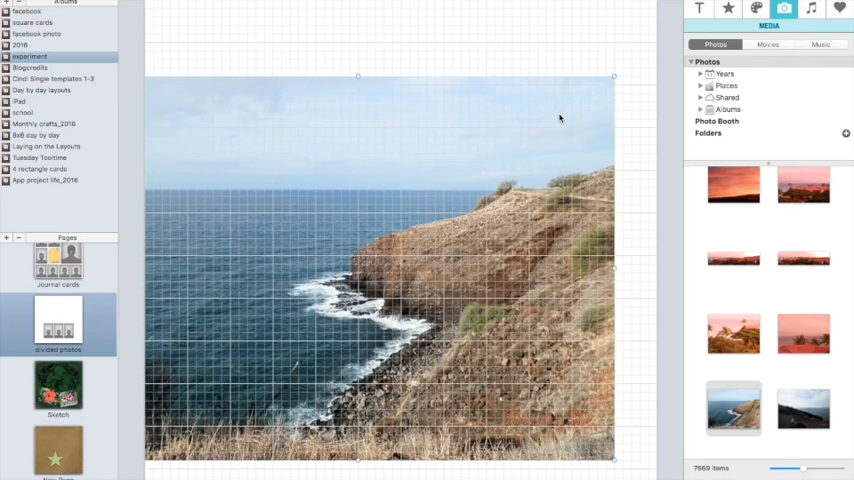 Albums
facebook
square cards
facebook photo
2016
experiment
Blogcredits
Cindi Single templates 1-3
Day by day layouts
iPad
school
Monthly crafts_2016
8x8 day by day
Laying on the Layouts
Tuesday Tooltime
4 rectangle cards
App project life_2016
Pages
Journal cards
divided photos
Sketch
New Page
MEDIA
Photos
Movies
Music
Photos
Years
Places
Shared
Albums
Photo Booth
Folders
7669 items